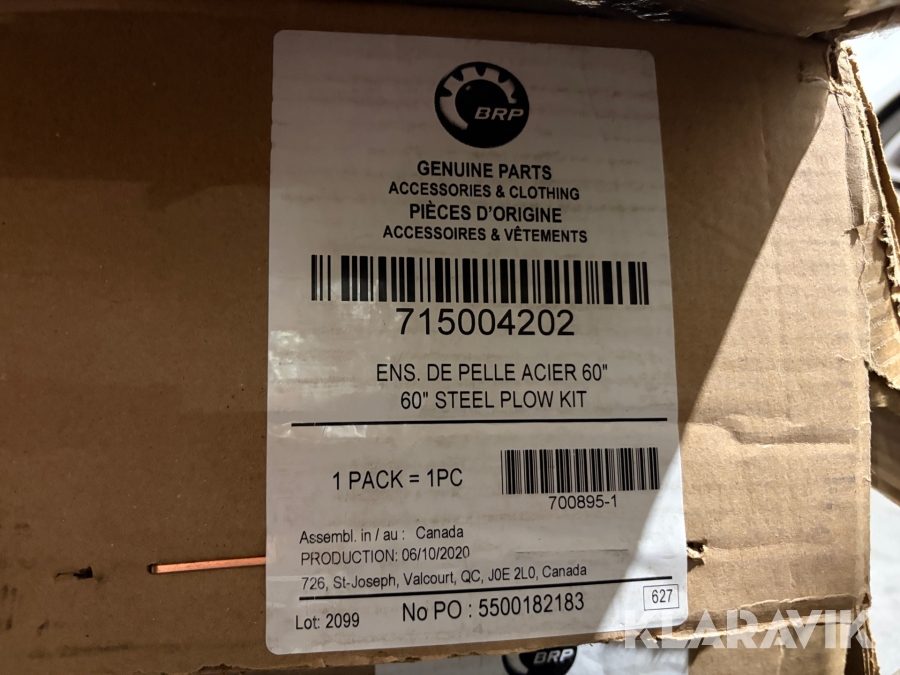 BRP
GENUINE PARTS
ACCESSORIES & CLOTHING
PIÈCES D'ORIGINE
ACCESSOIRES & VÊTEMENTS
715004202
ENS. DE PELLE ACIER 60"
60" STEEL PLOW KIT
1 PACK = 1PC
700895-1
Assembl. in / au : Canada
PRODUCTION: 06/10/2020
726, St-Joseph, Valcourt, QC, J0E 2L0, Canada
Lot: 2099 No PO : 5500182183 627
KLARAVIK
BRP